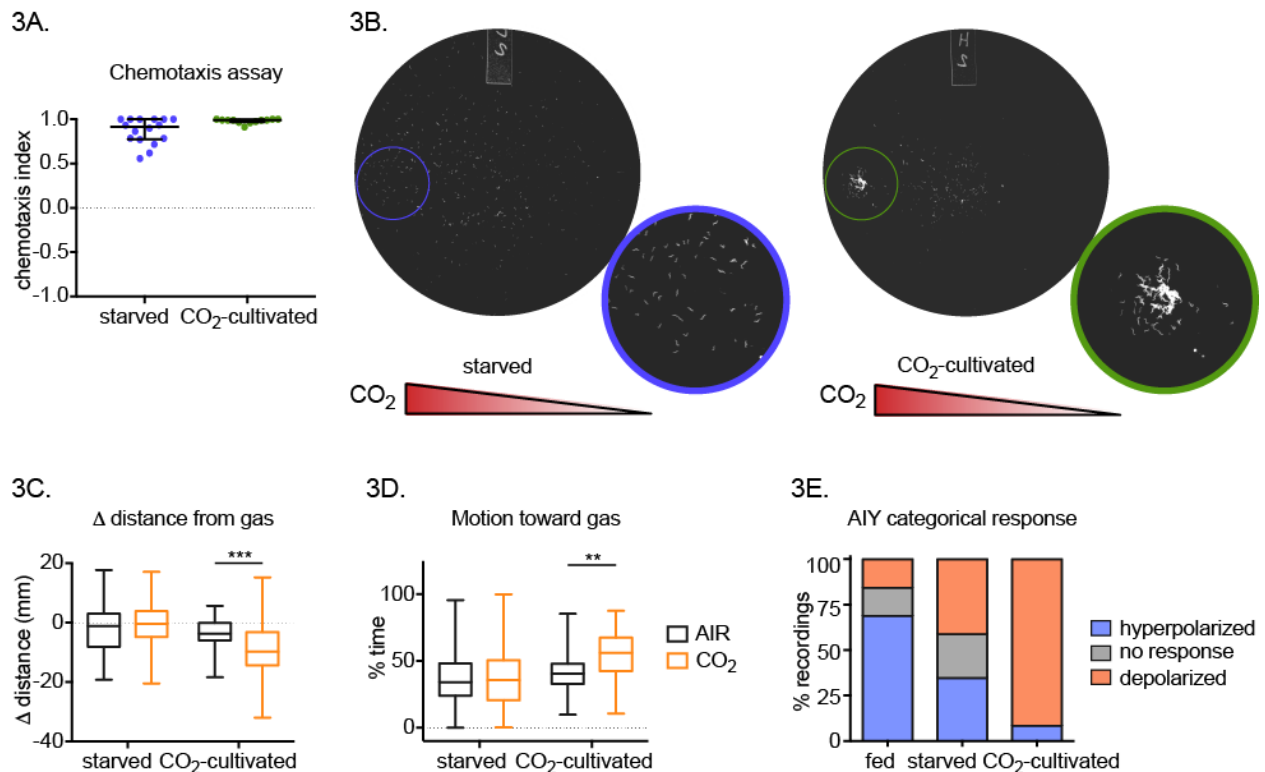 3A.
Chemotaxis assay
chemotaxis index
1.0
0.5
0.0
-0.5
-1.0
starved
CO2-cultivated
3B.
starved
CO2
HS
CO2-cultivated
CO2
3C.
Δ distance from gas
Δ distance (mm)
20
0
-20
-40
***
starved
CO2-cultivated
3D.
Motion toward gas
% time
100
50
0
**
AIR
CO2
starved
CO2-cultivated
3E.
AIY categorical response
% recordings
100
75
50
25
0
hyperpolarized
no response
depolarized
fed
starved
CO2-cultivated